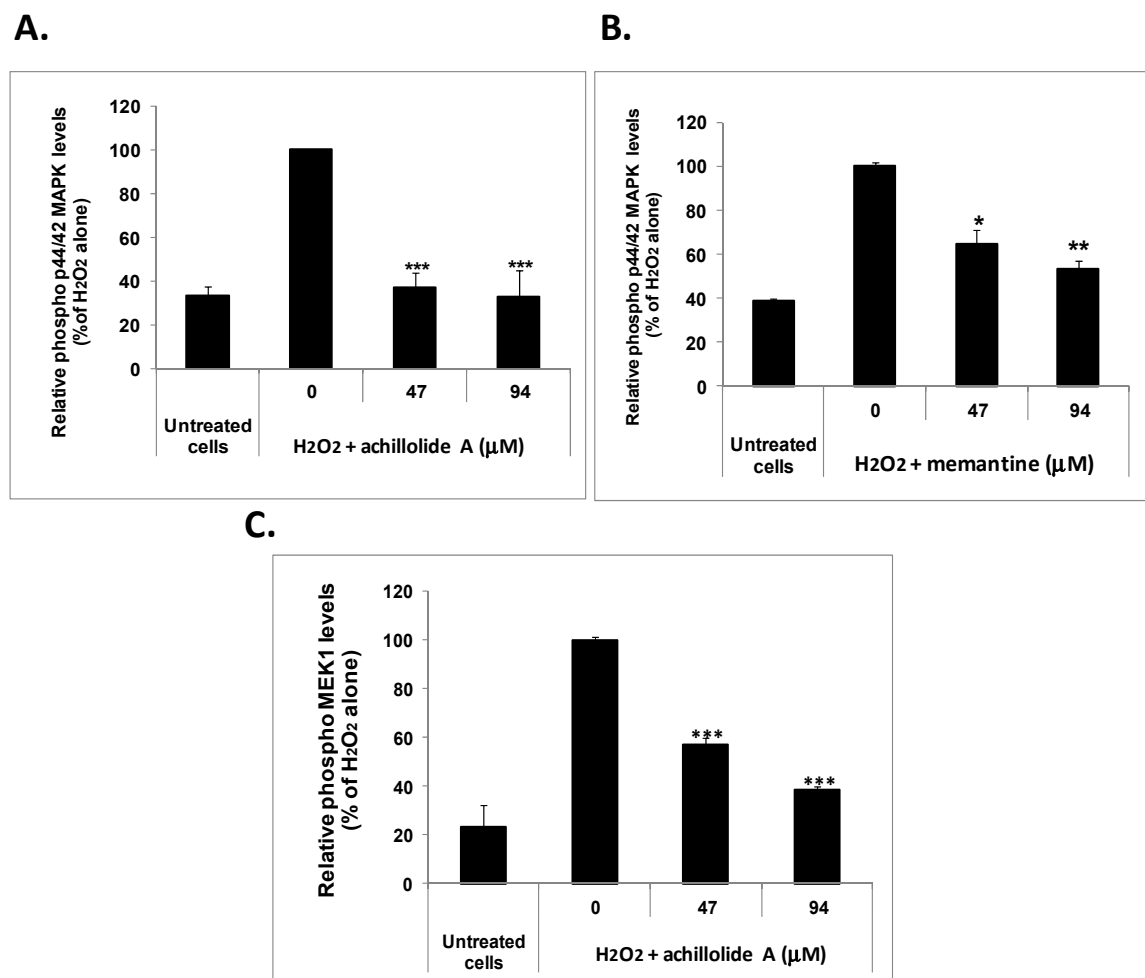 A.
Relative phospho p44/42 MAPK levels
(% of H2O2 alone)
120
100
80
60
40
20
0
***
***
0
47
94
Untreated
cells
H2O2 + achillolide A (μM)
B.
Relative phospho p44/42 MAPK levels
(% of H2O2 alone)
120
100
80
60
40
20
0
*
**
0
47
94
Untreated
cells
H2O2 + memantine (μM)
C.
Relative phospho MEK1 levels
(% of H2O2 alone)
120
100
80
60
40
20
0
***
***
0
47
94
Untreated
cells
H2O2 + achillolide A (μM)